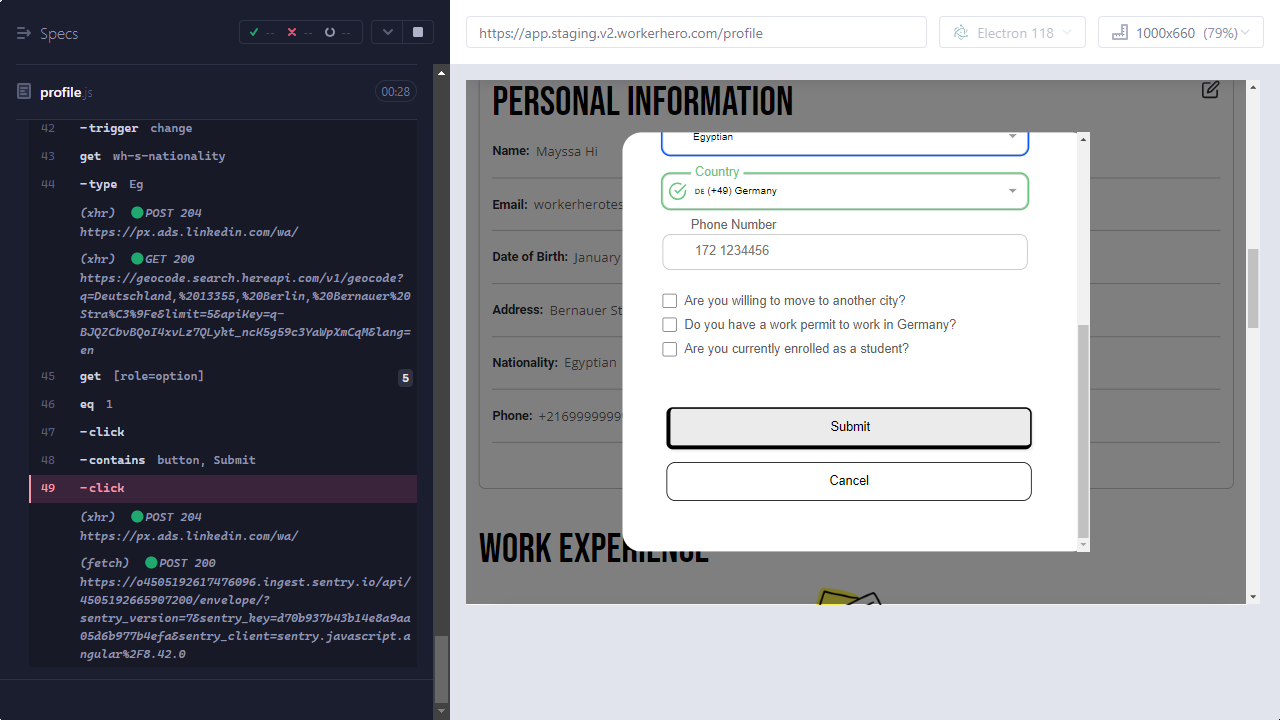 Specs
-- -- --
https://app.staging.v2.workerhero.com/profile
Electron 118
1000x660 (79%)
profile.js
00:28
42 -trigger change
43 get wh-s-nationality
44 -type Eg
(xhr) POST 204
https://px.ads.linkedin.com/wa/
(xhr) GET 200
https://geocode.search.hereapi.com/v1/geocode?
q=Deutschland,%2013355,%20Berlin,%20Bernauer%20
Stra%C3%9Fe&limit=5&apiKey=q-
BJQZCbvBQoI4xvLz7QLykt_ncK5g59c3YaWpXmCqM&lang=
en
45 get [role=option] 5
46 eq 1
47 -click
48 -contains button, Submit
49 -click
(xhr) POST 204
https://px.ads.linkedin.com/wa/
(fetch) POST 200
https://o4505192617476096.ingest.sentry.io/api/
4505192665907200/envelope/?
sentry_version=7&sentry_key=d70b937b43b14e8a9aa
05d6b977b4efa&sentry_client=sentry.javascript.a
ngular%2F8.42.0
PERSONAL INFORMATION
Name: Mayssa Hi
Email: workerherotes
Date of Birth: January
Address: Bernauer St
Nationality: Egyptian
Phone: +2169999999
WORK EXPERIENCE
Egyptian
Country
DE (+49) Germany
Phone Number
172 1234456
Are you willing to move to another city?
Do you have a work permit to work in Germany?
Are you currently enrolled as a student?
Submit
Cancel